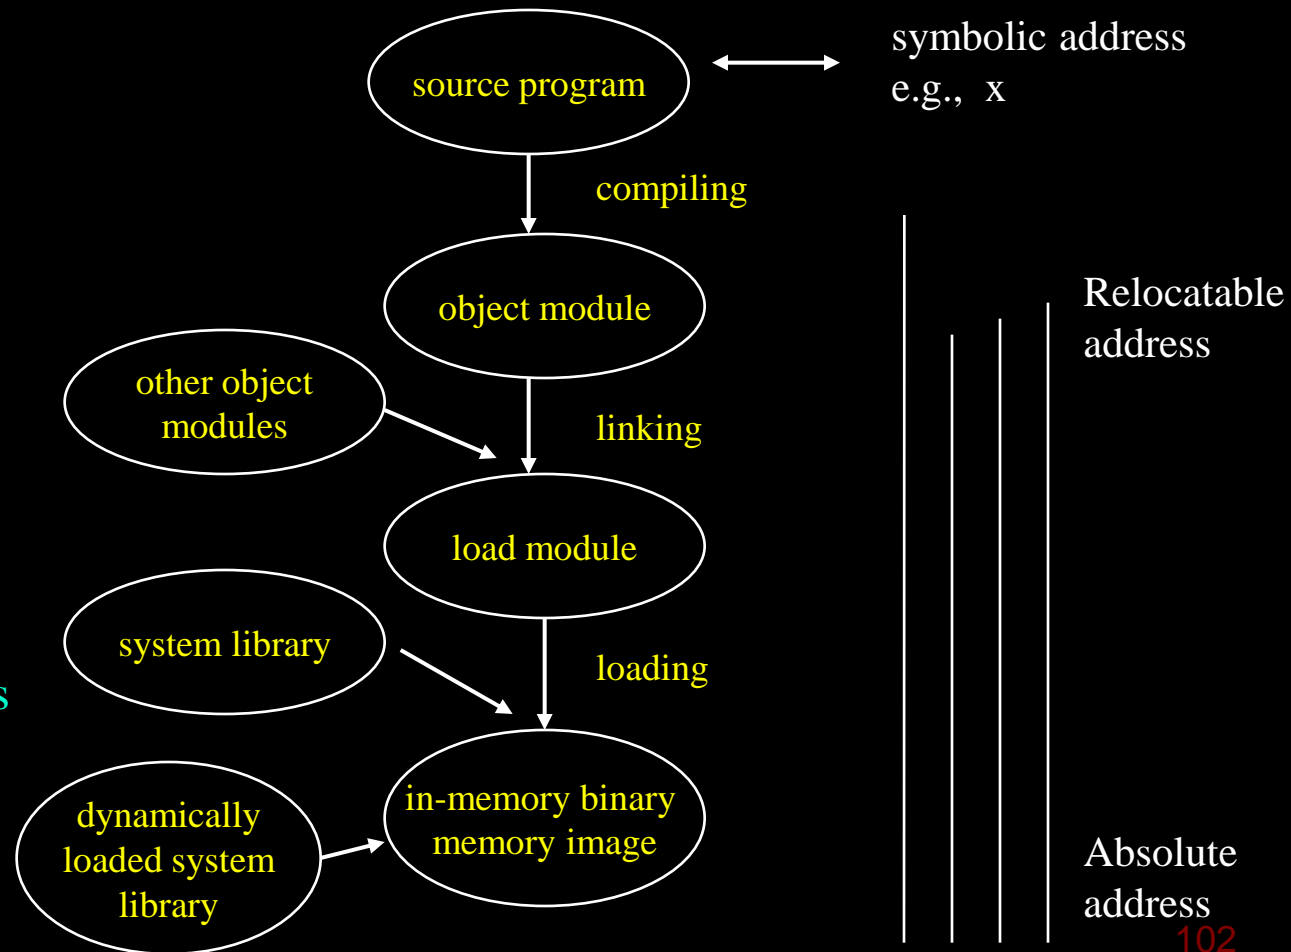 symbolic address
e.g., x
source program
compiling
object module
Relocatable
address
other object
modules
linking
load module
system library
loading
s
dynamically
loaded system
library
in-memory binary
memory image
Absolute
address
102